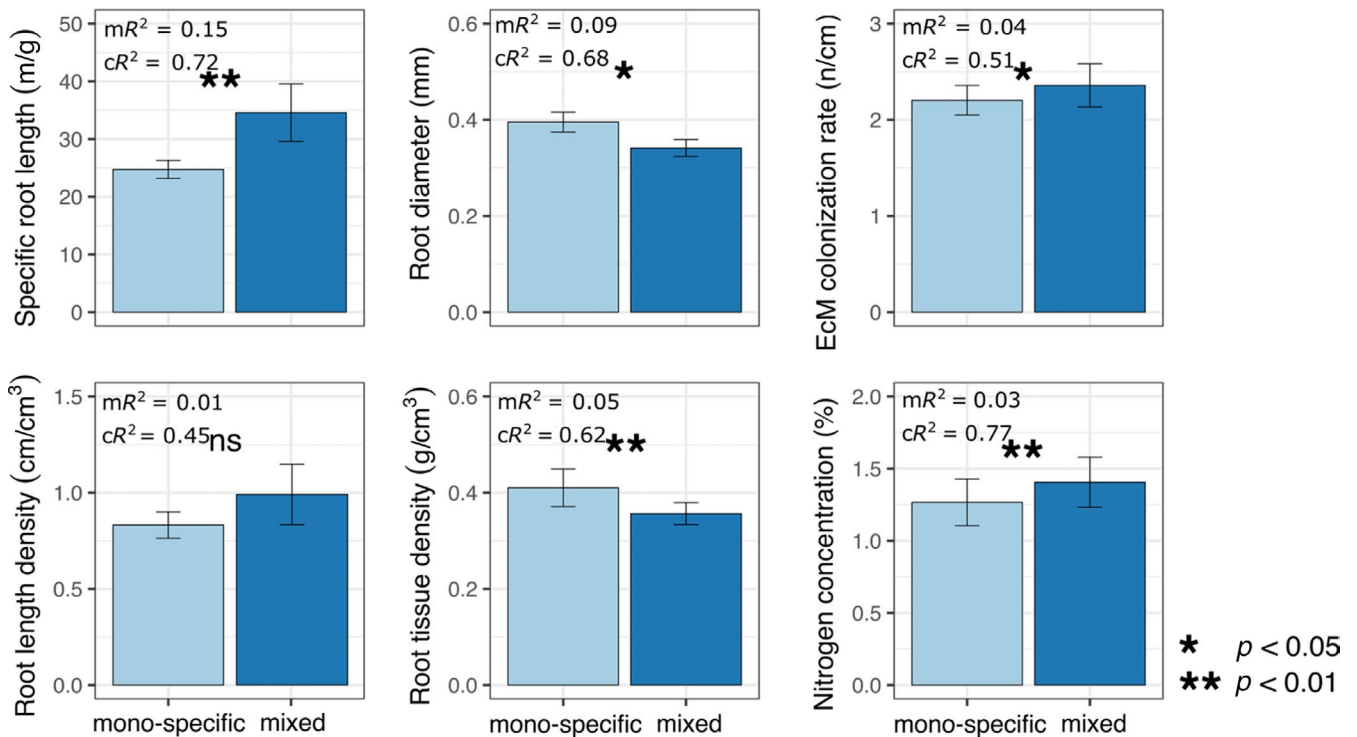 Specific root length (m/g)
50
40
30
20
10
0
mR² = 0.15
cR² = 0.72
**
Root diameter (mm)
0.6
0.4
0.2
0.0
mR² = 0.09
cR² = 0.68
*
EcM colonization rate (n/cm)
3
2
1
0
mR² = 0.04
cR² = 0.51
*
Root length density (cm/cm³)
1.5
1.0
0.5
0.0
mR² = 0.01
cR² = 0.45
ns
mono-specific mixed
Root tissue density (g/cm³)
0.6
0.4
0.2
0.0
mR² = 0.05
cR² = 0.62
**
mono-specific mixed
Nitrogen concentration (%)
2.0
1.5
1.0
0.5
0.0
mR² = 0.03
cR² = 0.77
**
mono-specific mixed
* p < 0.05
** p < 0.01